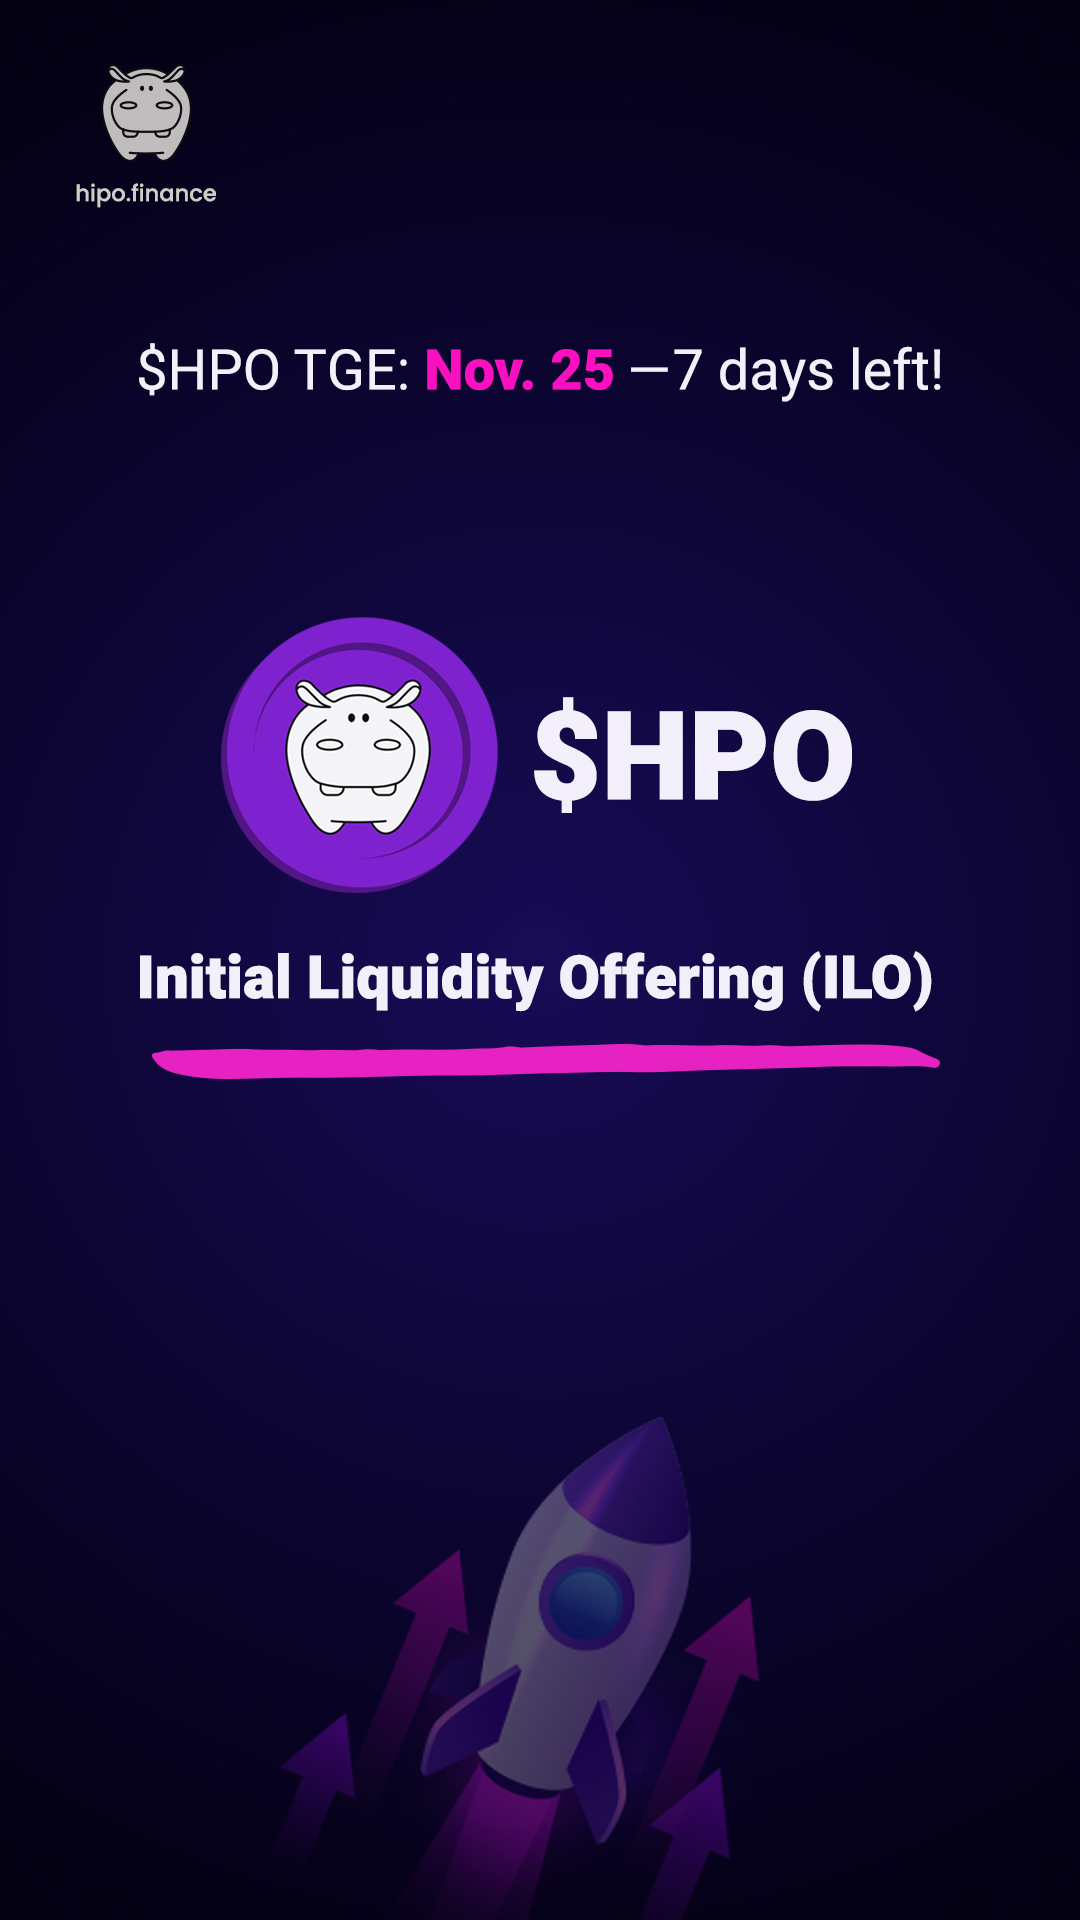 hipo.finance
$HPO TGE: Nov. 25 —7 days left!
$HPO
Initial Liquidity Offering (ILO)